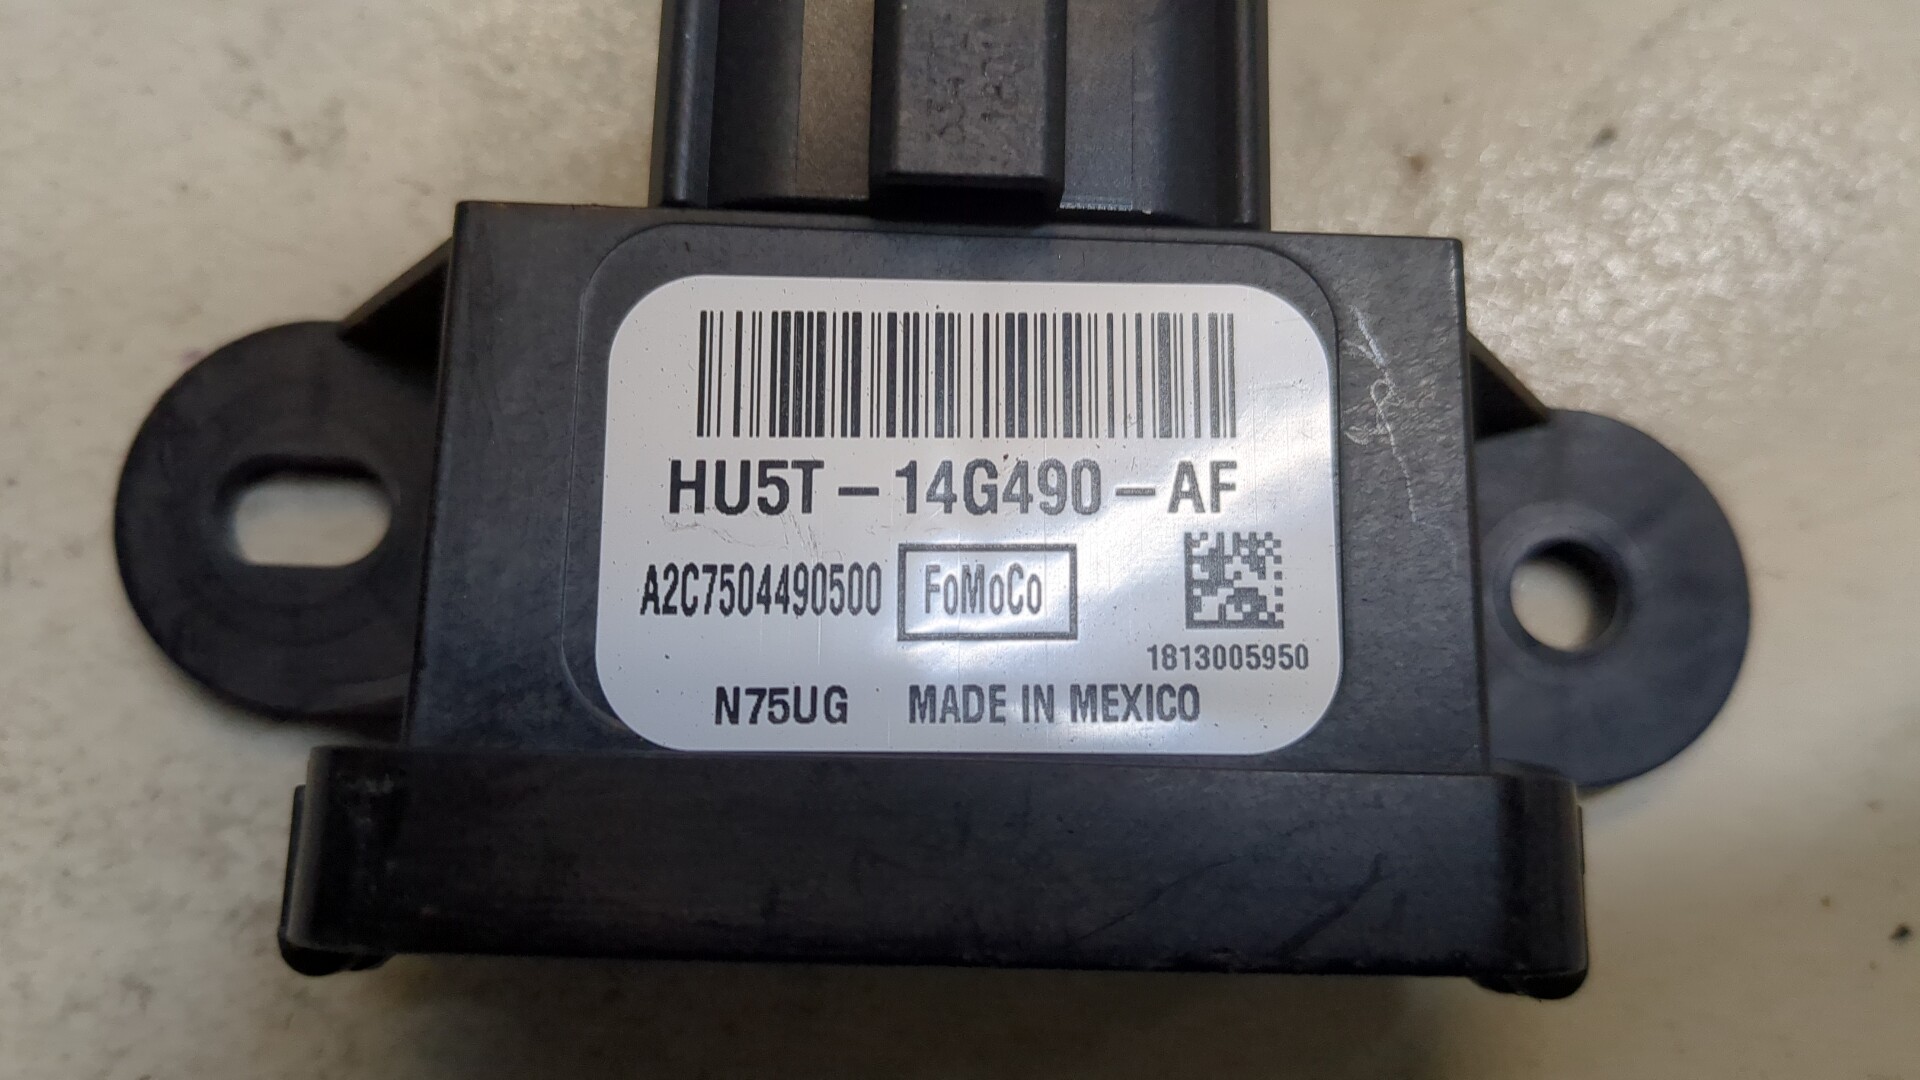 HU5T-14G490-AF
A2C7504490500 FoMoCo
1813005950
N75UG MADE IN MEXICO